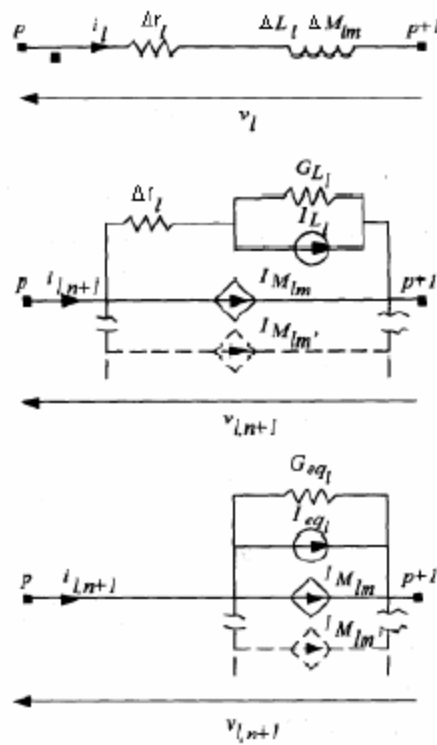 p i_l Δr_l ΔL_l ΔM_lm p+1
v_l
G_L_l
Δr_l I_L_l
p i_l,n+1 I_M_lm p+1
I_M_lm'
v_l,n+1
G_eq_l
I_eq_l
p i_l,n+1 I_M_lm p+1
I_M_lm'
v_l,n+1